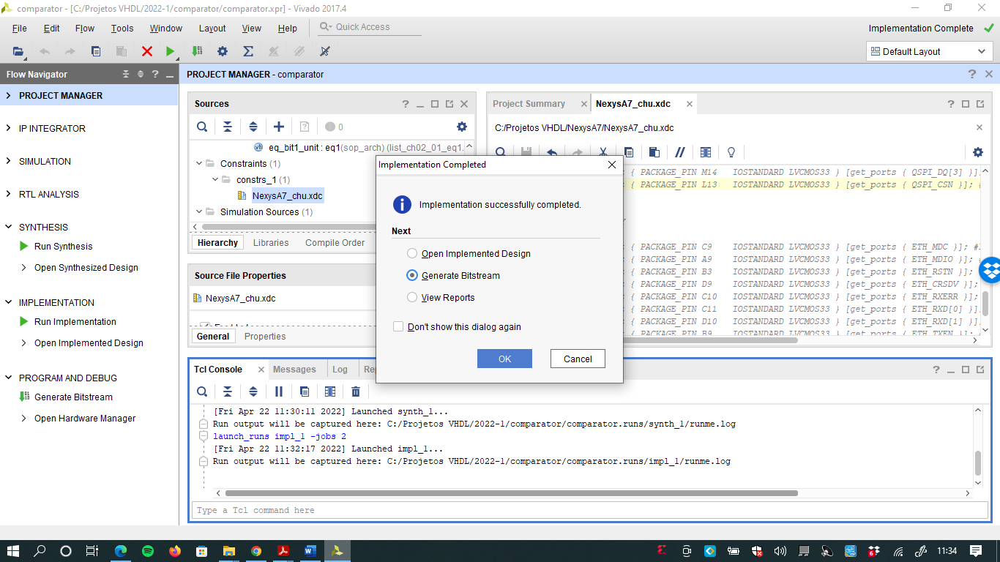 comparator - [C:/Projetos VHDL/2022-1/comparator/comparator.xpr] - Vivado 2017.4
File Edit Flow Tools Window Layout View Help Quick Access
Implementation Complete
Default Layout
Flow Navigator
PROJECT MANAGER
IP INTEGRATOR
SIMULATION
RTL ANALYSIS
SYNTHESIS
Run Synthesis
Open Synthesized Design
IMPLEMENTATION
Run Implementation
Open Implemented Design
PROGRAM AND DEBUG
Generate Bitstream
Open Hardware Manager
PROJECT MANAGER - comparator
Sources
0
eq_bit1_unit : eq1(sop_arch) (list_ch02_01_eq1.
Constraints (1)
constrs_1 (1)
NexysA7_chu.xdc
Simulation Sources (1)
Hierarchy Libraries Compile Order
Source File Properties
NexysA7_chu.xdc
General Properties
Project Summary NexysA7_chu.xdc
C:/Projetos VHDL/NexysA7/NexysA7_chu.xdc
{ PACKAGE_PIN M14 IOSTANDARD LVCMOS33 } [get_ports { QSPI_DQ[3] }]
{ PACKAGE_PIN L13 IOSTANDARD LVCMOS33 } [get_ports { QSPI_CSN }]; #
{ PACKAGE_PIN C9 IOSTANDARD LVCMOS33 } [get_ports { ETH_MDC }]; #
{ PACKAGE_PIN A9 IOSTANDARD LVCMOS33 } [get_ports { ETH_MDIO }]; #
{ PACKAGE_PIN B3 IOSTANDARD LVCMOS33 } [get_ports { ETH_RSTN }];
{ PACKAGE_PIN D9 IOSTANDARD LVCMOS33 } [get_ports { ETH_CRSDV }];
{ PACKAGE_PIN C10 IOSTANDARD LVCMOS33 } [get_ports { ETH_RXERR }];
{ PACKAGE_PIN C11 IOSTANDARD LVCMOS33 } [get_ports { ETH_RXD[0] }]
{ PACKAGE_PIN D10 IOSTANDARD LVCMOS33 } [get_ports { ETH_RXD[1] }]
{ PACKAGE_PIN B9 IOSTANDARD LVCMOS33 } [get_ports { ETH_TXEN }];
Implementation Completed
Implementation successfully completed.
Next
Open Implemented Design
Generate Bitstream
View Reports
Don't show this dialog again
OK Cancel
Tcl Console Messages Log Re
[Fri Apr 22 11:30:11 2022] Launched synth_1...
Run output will be captured here: C:/Projetos VHDL/2022-1/comparator/comparator.runs/synth_1/runme.log
launch_runs impl_1 -jobs 2
[Fri Apr 22 11:32:17 2022] Launched impl_1...
Run output will be captured here: C:/Projetos VHDL/2022-1/comparator/comparator.runs/impl_1/runme.log
Type a Tcl command here
11:34